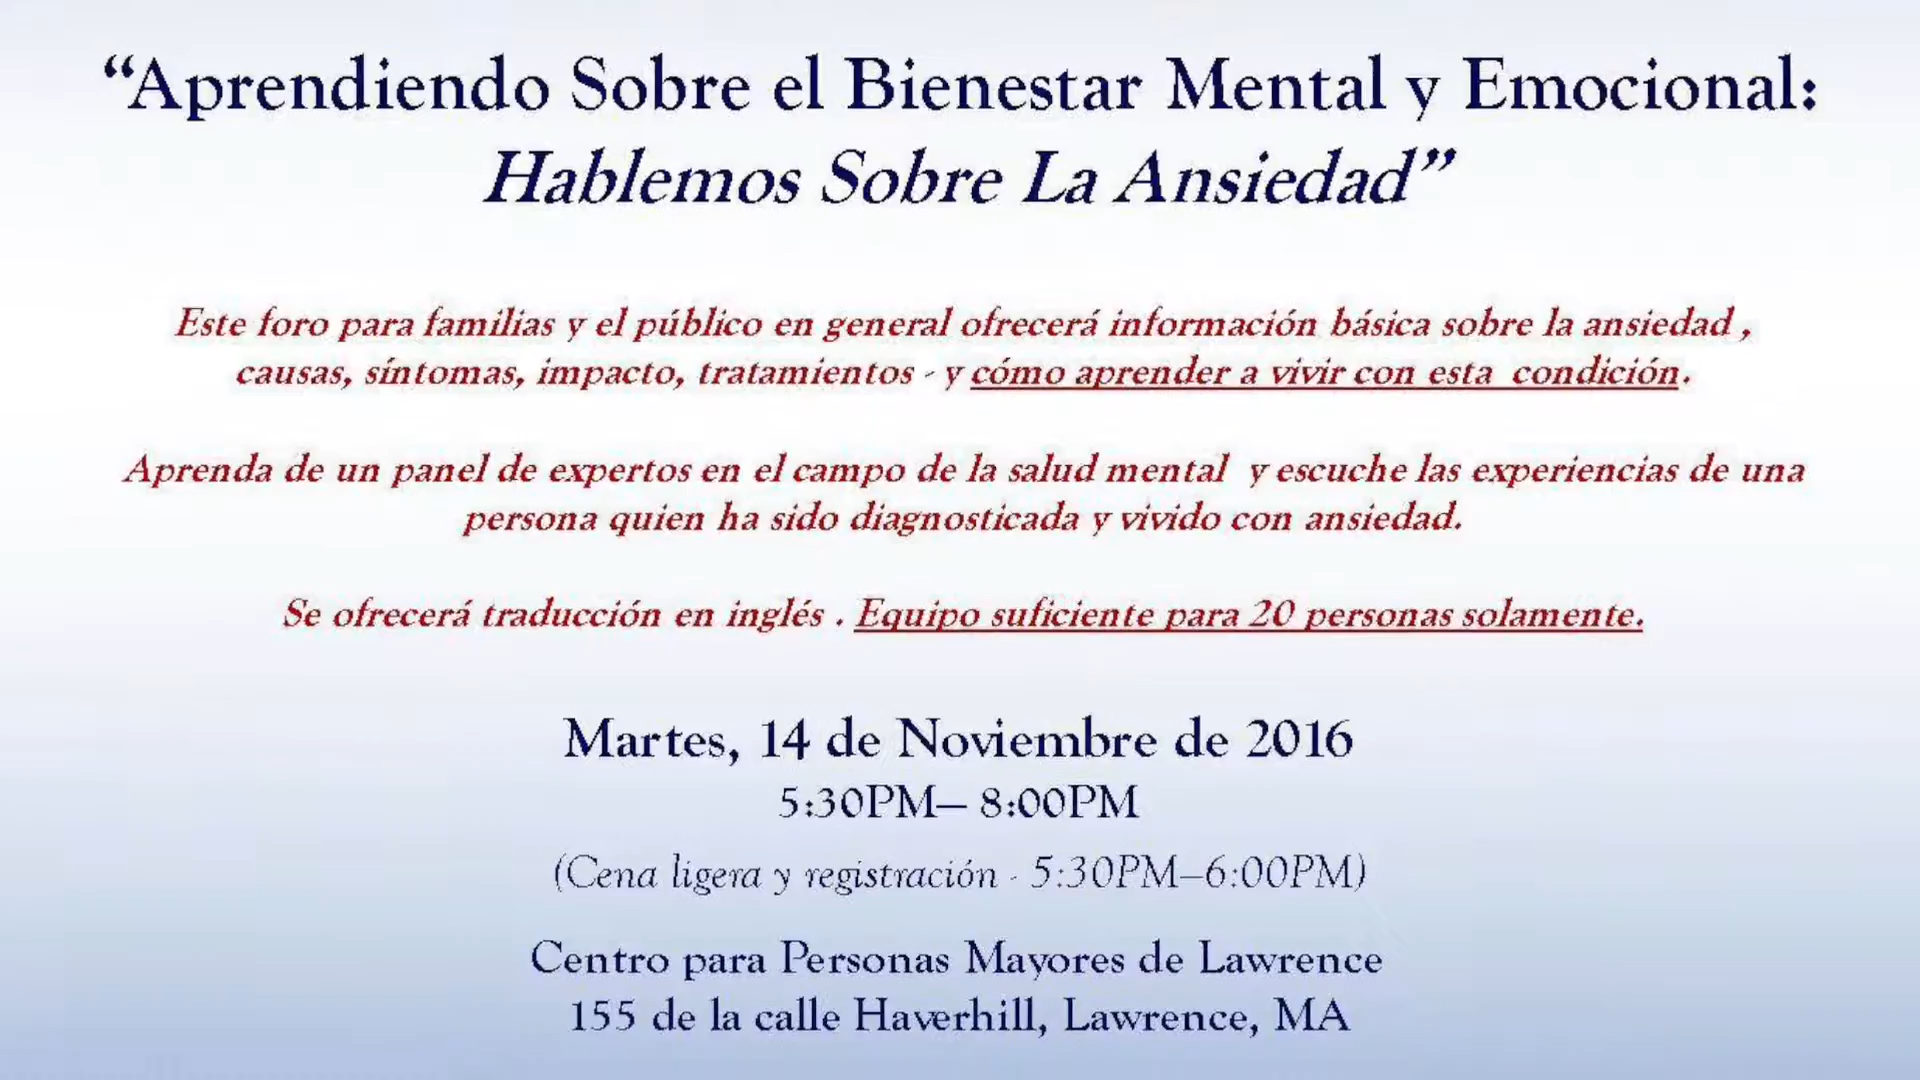 “Aprendiendo Sobre el Bienestar Mental y Emocional:
Hablemos Sobre La Ansiedad”
Este foro para familias y el público en general ofrecerá información básica sobre la ansiedad ,
causas, síntomas, impacto, tratamientos - y cómo aprender a vivir con esta condición.
Aprenda de un panel de expertos en el campo de la salud mental y escuche las experiencias de una
persona quien ha sido diagnosticada y vivido con ansiedad.
Se ofrecerá traducción en inglés . Equipo suficiente para 20 personas solamente.
Martes, 14 de Noviembre de 2016
5:30PM– 8:00PM
(Cena ligera y registración - 5:30PM–6:00PM)
Centro para Personas Mayores de Lawrence
155 de la calle Haverhill, Lawrence, MA